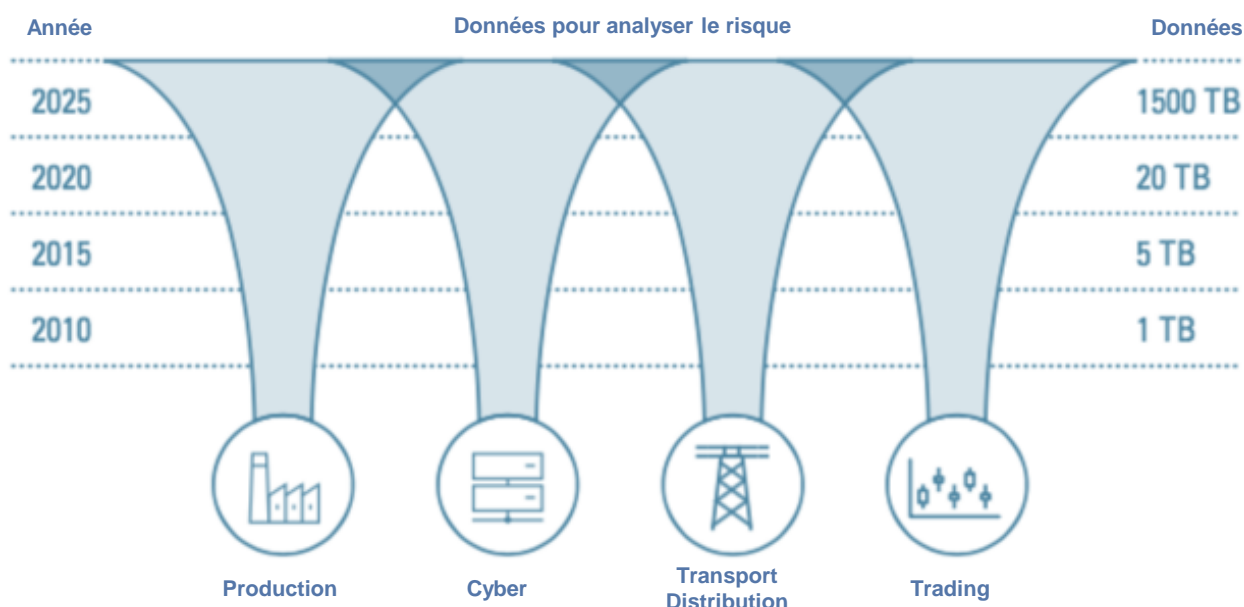 Année
Données pour analyser le risque
Données
2025
1500 TB
2020
20 TB
2015
5 TB
2010
1 TB
Production
Cyber
Transport
Distribution
Trading